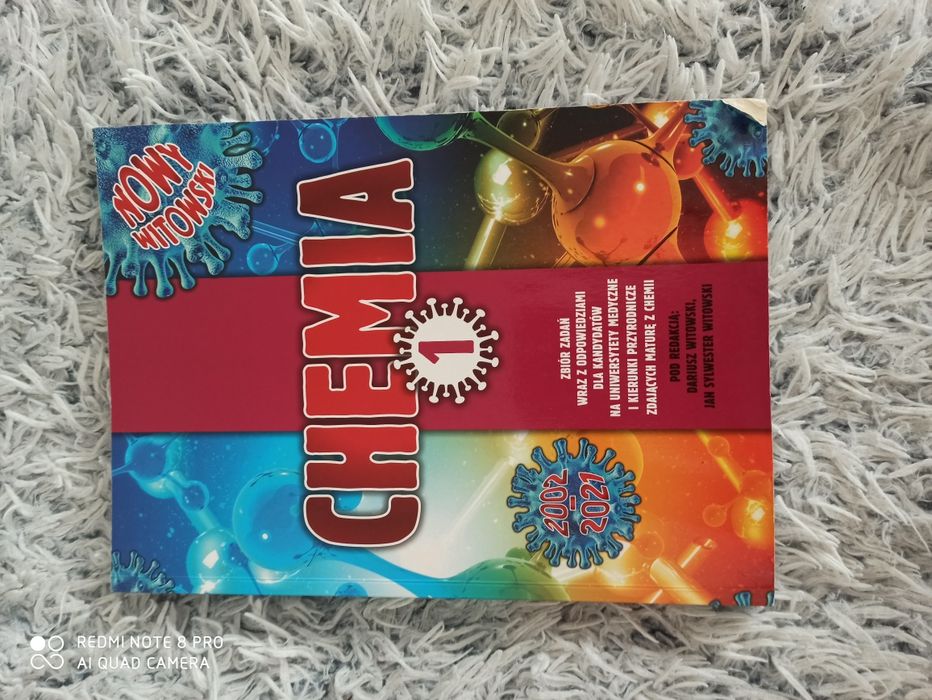 NOWY
WITOWSKI
CHEMIA
1
ZBIÓR ZADAŃ
WRAZ Z ODPOWIEDZIAMI
DLA KANDYDATÓW
NA UNIWERSYTETY MEDYCZNE
I KIERUNKI PRZYRODNICZE
ZDAJĄCYCH MATURĘ Z CHEMII
POD REDAKCJĄ:
DARIUSZ WITOWSKI,
JAN SYLWESTER WITOWSKI
2002-
2021
REDMI NOTE 8 PRO
AI QUAD CAMERA